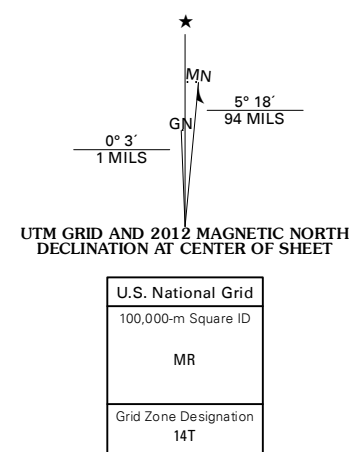 ★
MN
GN
5° 18´
94 MILS
0° 3´
1 MILS
UTM GRID AND 2012 MAGNETIC NORTH
DECLINATION AT CENTER OF SHEET
U.S. National Grid
100,000-m Square ID
MR
Grid Zone Designation
14T